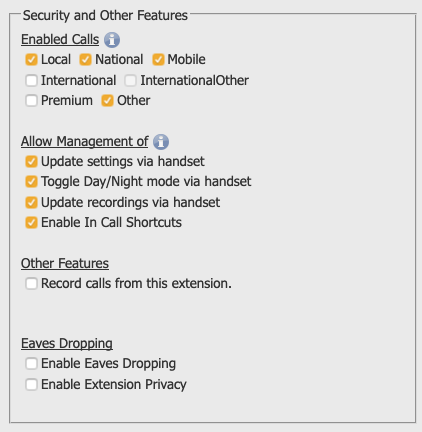 Security and Other Features
Enabled Calls
Local National Mobile
International InternationalOther
Premium Other
Allow Management of
Update settings via handset
Toggle Day/Night mode via handset
Update recordings via handset
Enable In Call Shortcuts
Other Features
Record calls from this extension.
Eaves Dropping
Enable Eaves Dropping
Enable Extension Privacy